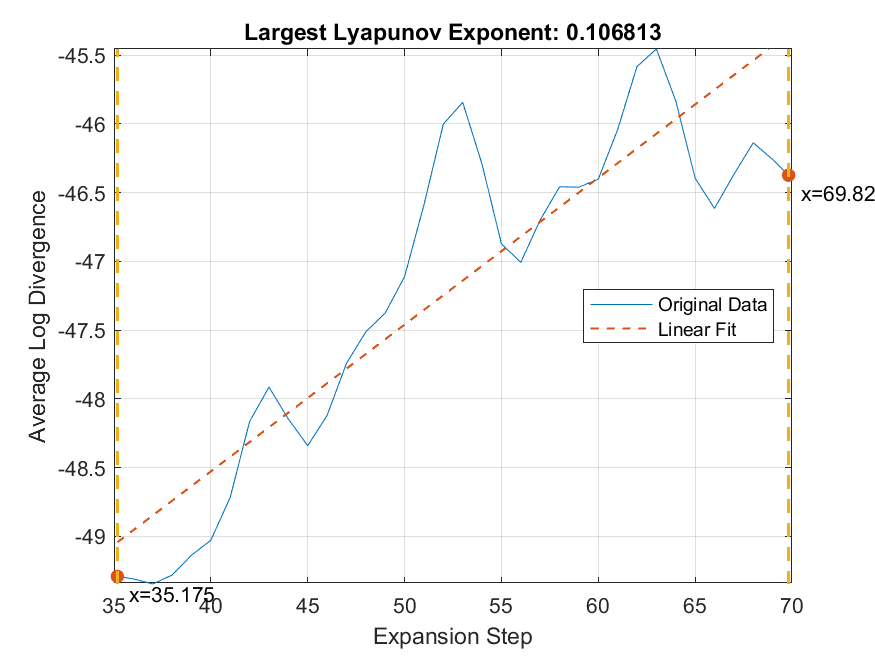 Largest Lyapunov Exponent: 0.106813
Average Log Divergence
-45.5
-46
-46.5
-47
-47.5
-48
-48.5
-49
x=69.82
Original Data
Linear Fit
x=35.175
35 40 45 50 55 60 65 70
Expansion Step